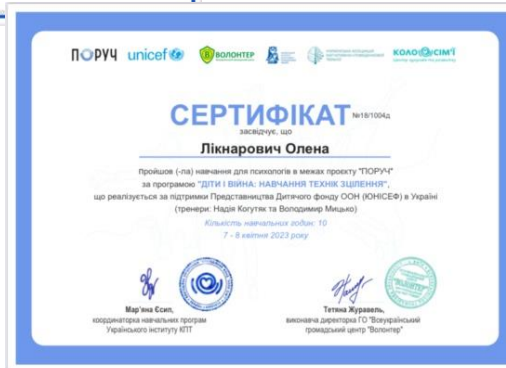 ПОРУЧ unicef ВОЛОНТЕР КОЛО СІМ'Ї
СЕРТИФІКАТ №18/1004д
засвідчує, що
Лікнарович Олена
Пройшов (-ла) навчання для психологів в межах проєкту "ПОРУЧ"
за програмою "ДІТИ І ВІЙНА: НАВЧАННЯ ТЕХНІК ЗЦІЛЕННЯ",
що реалізується за підтримки Представництва Дитячого фонду ООН (ЮНІСЕФ) в Україні
(тренери: Надія Когутяк та Володимир Мицько)
Кількість навчальних годин: 10
7 - 8 квітня 2023 року
Мар'яна Єсип,
координаторка навчальних програм
Українського інституту КПТ
Тетяна Журавель,
виконавча директорка ГО "Всеукраїнський
громадський центр "Волонтер"